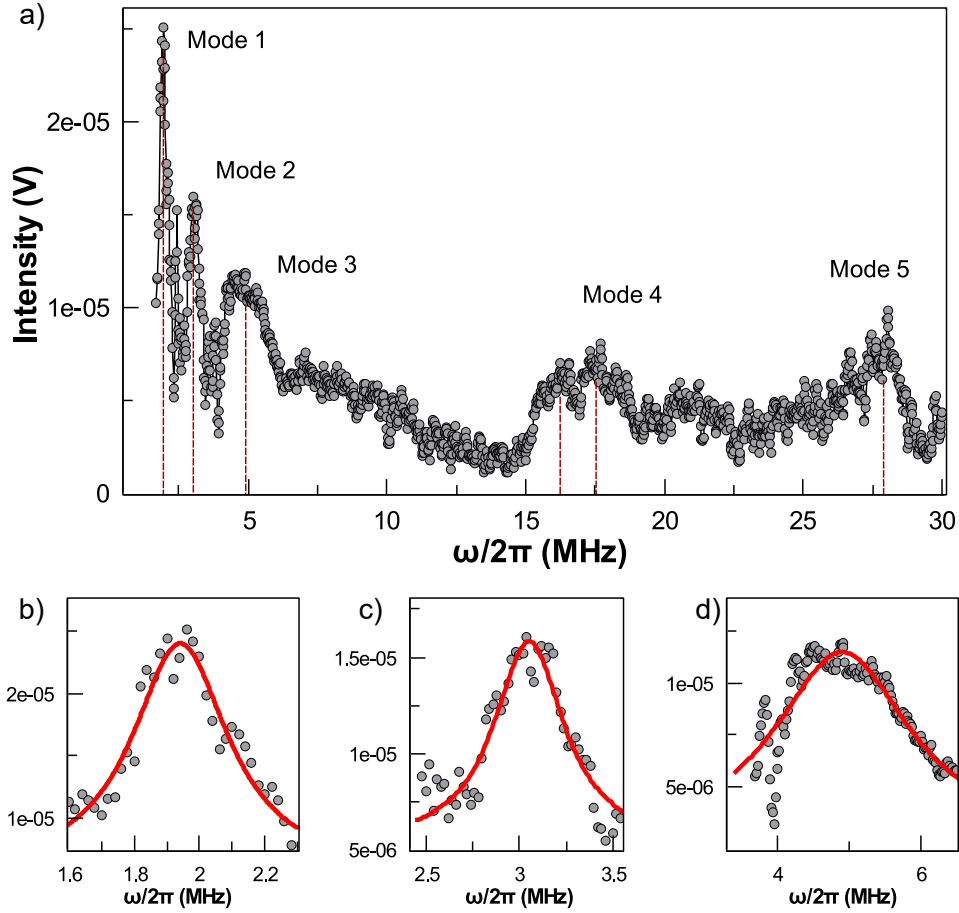 a)
Mode 1
Mode 2
Mode 3
Mode 4
Mode 5
Intensity (V)
2e-05
1e-05
0
5 10 15 20 25 30
ω/2π (MHz)
b)
2e-05
1e-05
1.6 1.8 2 2.2
ω/2π (MHz)
c)
1.5e-05
1e-05
5e-06
2.5 3 3.5
ω/2π (MHz)
d)
1e-05
5e-06
4 6
ω/2π (MHz)